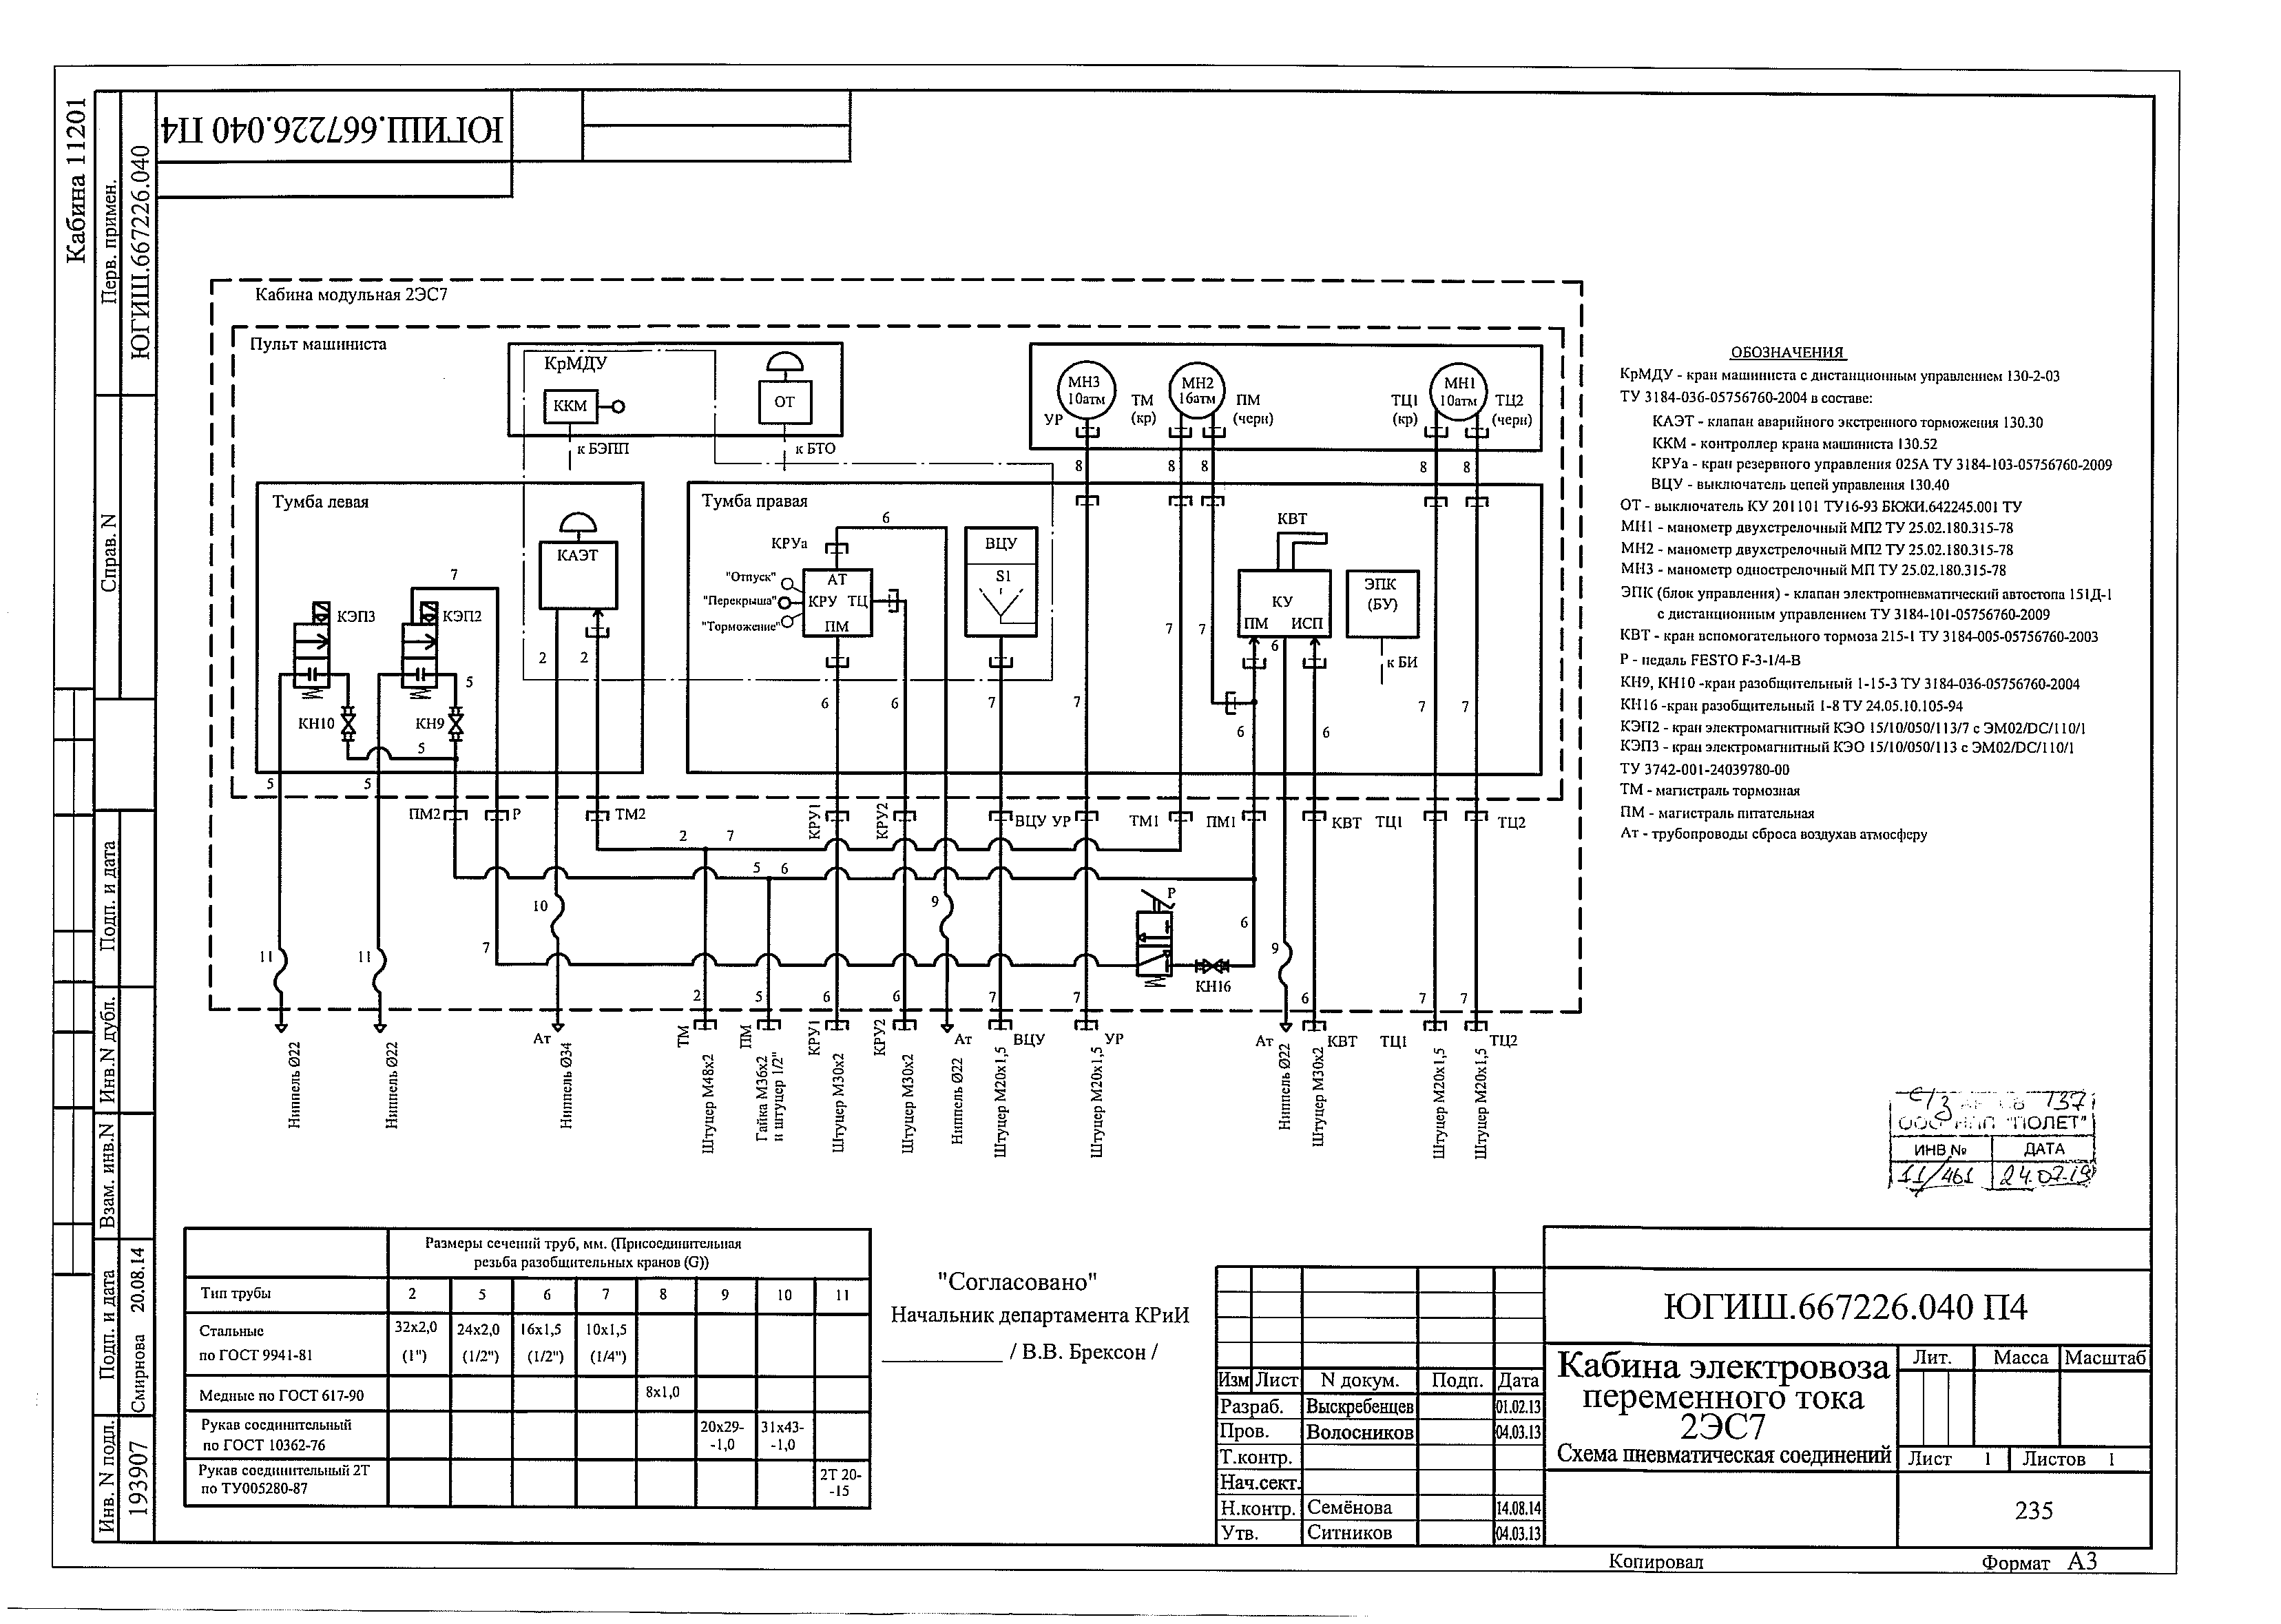 Кабина 11201
Перв. примен.
ЮГИШ.667226.040
Справ. N
Подп. и дата
Инв.N дубл.
Взам. инв.N
Подп. и дата
Смирнова 20.08.14
Инв. N подл.
193907
ЮГИШ.667226.040 П4
Кабина модульная 2ЭС7
Пульт машиниста
КрМДУ
ККМ
ОТ
к БЭПП
к БТО
МН3
10атм
УР
ТМ
(кр)
МН2
16атм
ПМ
(черн)
ТЦ1
(кр)
МН1
10атм
ТЦ2
(черн)
8 8 8 8 8
Тумба левая
КАЭТ
7
КЭП3
КЭП2
2 2
5
КН10
КН9
5
5 5
Тумба правая
6
КРУа
"Отпуск"
"Перекрыша"
"Торможение"
АТ
КРУ ТЦ
ПМ
ВЦУ
S1
КВТ
КУ
ПМ ИСП
6
ЭПК
(БУ)
к БИ
7 7
6 6 7 7 6 6 7 7
ПМ2
Р
ТМ2
КРУ1
КРУ2
ВЦУ УР
ТМ1
ПМ1
КВТ
ТЦ1
ТЦ2
2 7
5 6
10
9
Р
6
11 11
7
9
КН16
2 5 6 6 7 7 6 7 7
Ат
ТМ
ПМ
КРУ1
КРУ2
Ат
ВЦУ
УР
Ат
КВТ
ТЦ1
ТЦ2
Ниппель Ø22
Ниппель Ø22
Ниппель Ø34
Штуцер М48х2
Гайка М36х2
и штуцер 1/2"
Штуцер М30х2
Штуцер М30х2
Ниппель Ø22
Штуцер М20х1,5
Штуцер М20х1,5
Ниппель Ø22
Штуцер М30х2
Штуцер М20х1,5
Штуцер М20х1,5
ОБОЗНАЧЕНИЯ
КрМДУ - кран машиниста с дистанционным управлением 130-2-03
ТУ 3184-036-05756760-2004 в составе:
КАЭТ - клапан аварийного экстренного торможения 130.30
ККМ - контроллер крана машиниста 130.52
КРУа - кран резервного управления 025А ТУ 3184-103-05756760-2009
ВЦУ - выключатель цепей управления 130.40
ОТ - выключатель КУ 201101 ТУ16-93 БЮКИ.642245.001 ТУ
МН1 - манометр двухстрелочный МП2 ТУ 25.02.180.315-78
МН2 - манометр двухстрелочный МП2 ТУ 25.02.180.315-78
МН3 - манометр однострелочный МП ТУ 25.02.180.315-78
ЭПК (блок управления) - клапан электропневматический автостопа 151Д-1
с дистанционным управлением ТУ 3184-101-05756760-2009
КВТ - кран вспомогательного тормоза 215-1 ТУ 3184-005-05756760-2003
Р - педаль FESTO F-3-1/4-B
КН9, КН10 -кран разобщительный 1-15-3 ТУ 3184-036-05756760-2004
КН16 -кран разобщительный 1-8 ТУ 24.05.10.105-94
КЭП2 - кран электромагнитный КЭО 15/10/050/113/7 с ЭМ02/DC/110/1
КЭП3 - кран электромагнитный КЭО 15/10/050/113 с ЭМ02/DC/110/1
ТУ 3742-001-24039780-00
ТМ - магистраль тормозная
ПМ - магистраль питательная
Ат - трубопроводы сброса воздухав атмосферу
137
ООО НПП "ПОЛЕТ"
ИНВ № ДАТА
11/461 24.07.19
Размеры сечений труб, мм. (Присоединительная
резьба разобщительных кранов (G))
Тип трубы 2 5 6 7 8 9 10 11
Стальные 32х2,0 24х2,0 16х1,5 10х1,5
по ГОСТ 9941-81 (1") (1/2") (1/2") (1/4")
Медные по ГОСТ 617-90 8х1,0
Рукав соединительный 20х29- 31х43-
по ГОСТ 10362-76 -1,0 -1,0
Рукав соединительный 2Т 2Т 20-
по ТУ005280-87 -15
"Согласовано"
Начальник департамента КРиИ
/ В.В. Брексон /
Изм Лист N докум. Подп. Дата
Разраб. Выскребенцев 01.02.13
Пров. Волосников 04.03.13
Т.контр.
Нач.сект.
Н.контр. Семёнова 14.08.14
Утв. Ситников 04.03.13
ЮГИШ.667226.040 П4
Кабина электровоза
переменного тока
2ЭС7
Схема пневматическая соединений
Лит. Масса Масштаб
Лист 1 Листов 1
235
Копировал
Формат А3